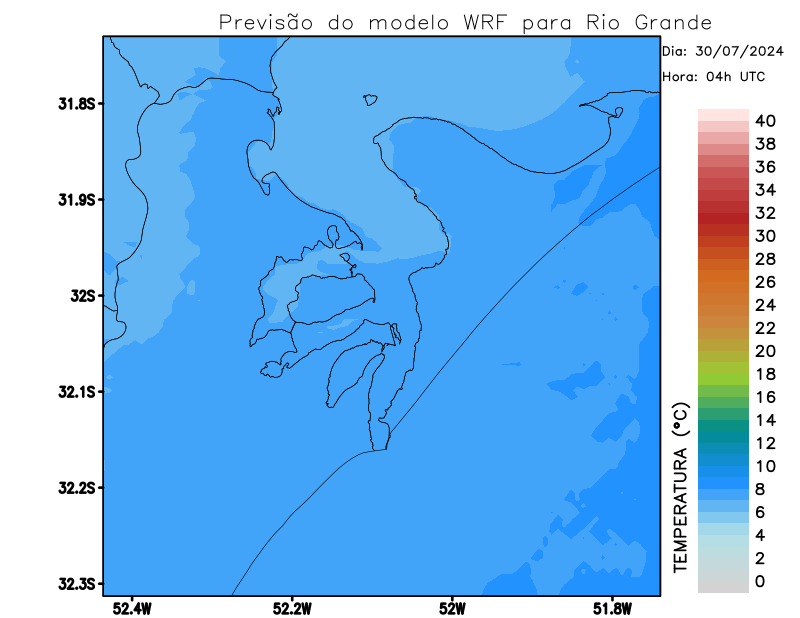 Previsão do modelo WRF para Rio Grande
Dia: 30/07/2024
Hora: 04h UTC
31.8S
31.9S
32S
32.1S
32.2S
32.3S
52.4W
52.2W
52W
51.8W
TEMPERATURA (°C)
40
38
36
34
32
30
28
26
24
22
20
18
16
14
12
10
8
6
4
2
0